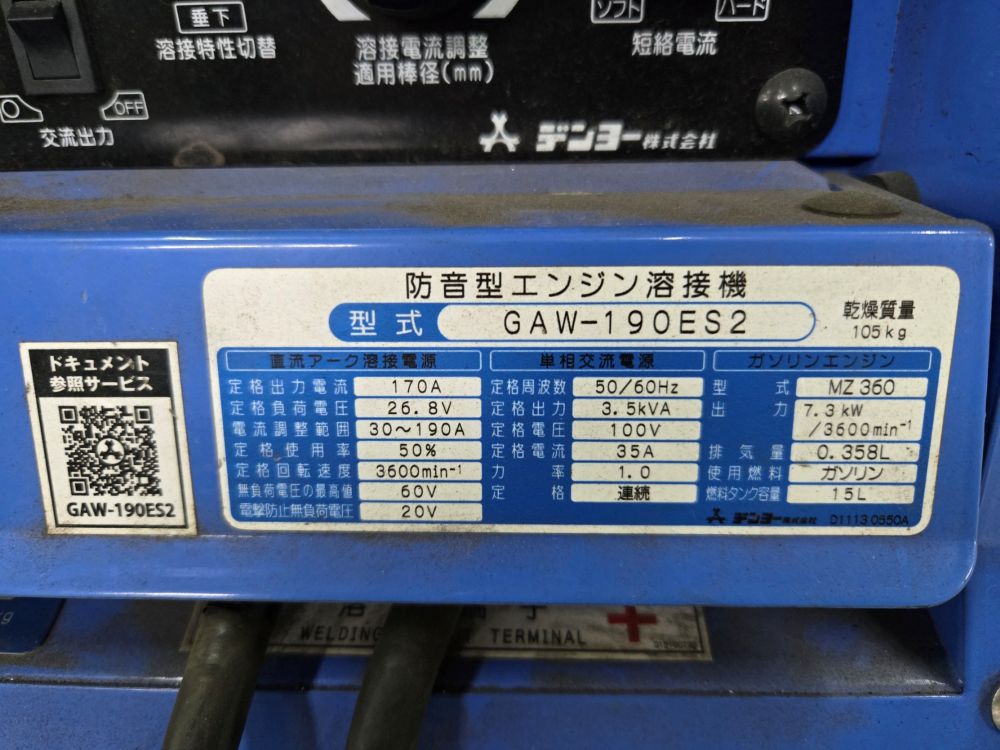 垂下
溶接特性切替
溶接電流調整
適用棒径(mm)
ソフト
ハード
短絡電流
OFF
交流出力
デンヨー株式会社
防音型エンジン溶接機
型式 GAW-190ES2
乾燥質量
105kg
直流アーク溶接電源
定格出力電流 170A
定格負荷電圧 26.8V
電流調整範囲 30～190A
定格使用率 50%
定格回転速度 3600min⁻¹
無負荷電圧の最高値 60V
電撃防止無負荷電圧 20V
単相交流電源
定格周波数 50/60Hz
定格出力 3.5kVA
定格電圧 100V
定格電流 35A
力率 1.0
定格 連続
ガソリンエンジン
型式 MZ360
出力 7.3kW
/3600min⁻¹
排気量 0.358L
使用燃料 ガソリン
燃料タンク容量 15L
デンヨー株式会社 D11130550A
ドキュメント
参照サービス
GAW-190ES2
WELDING
TERMINAL
+